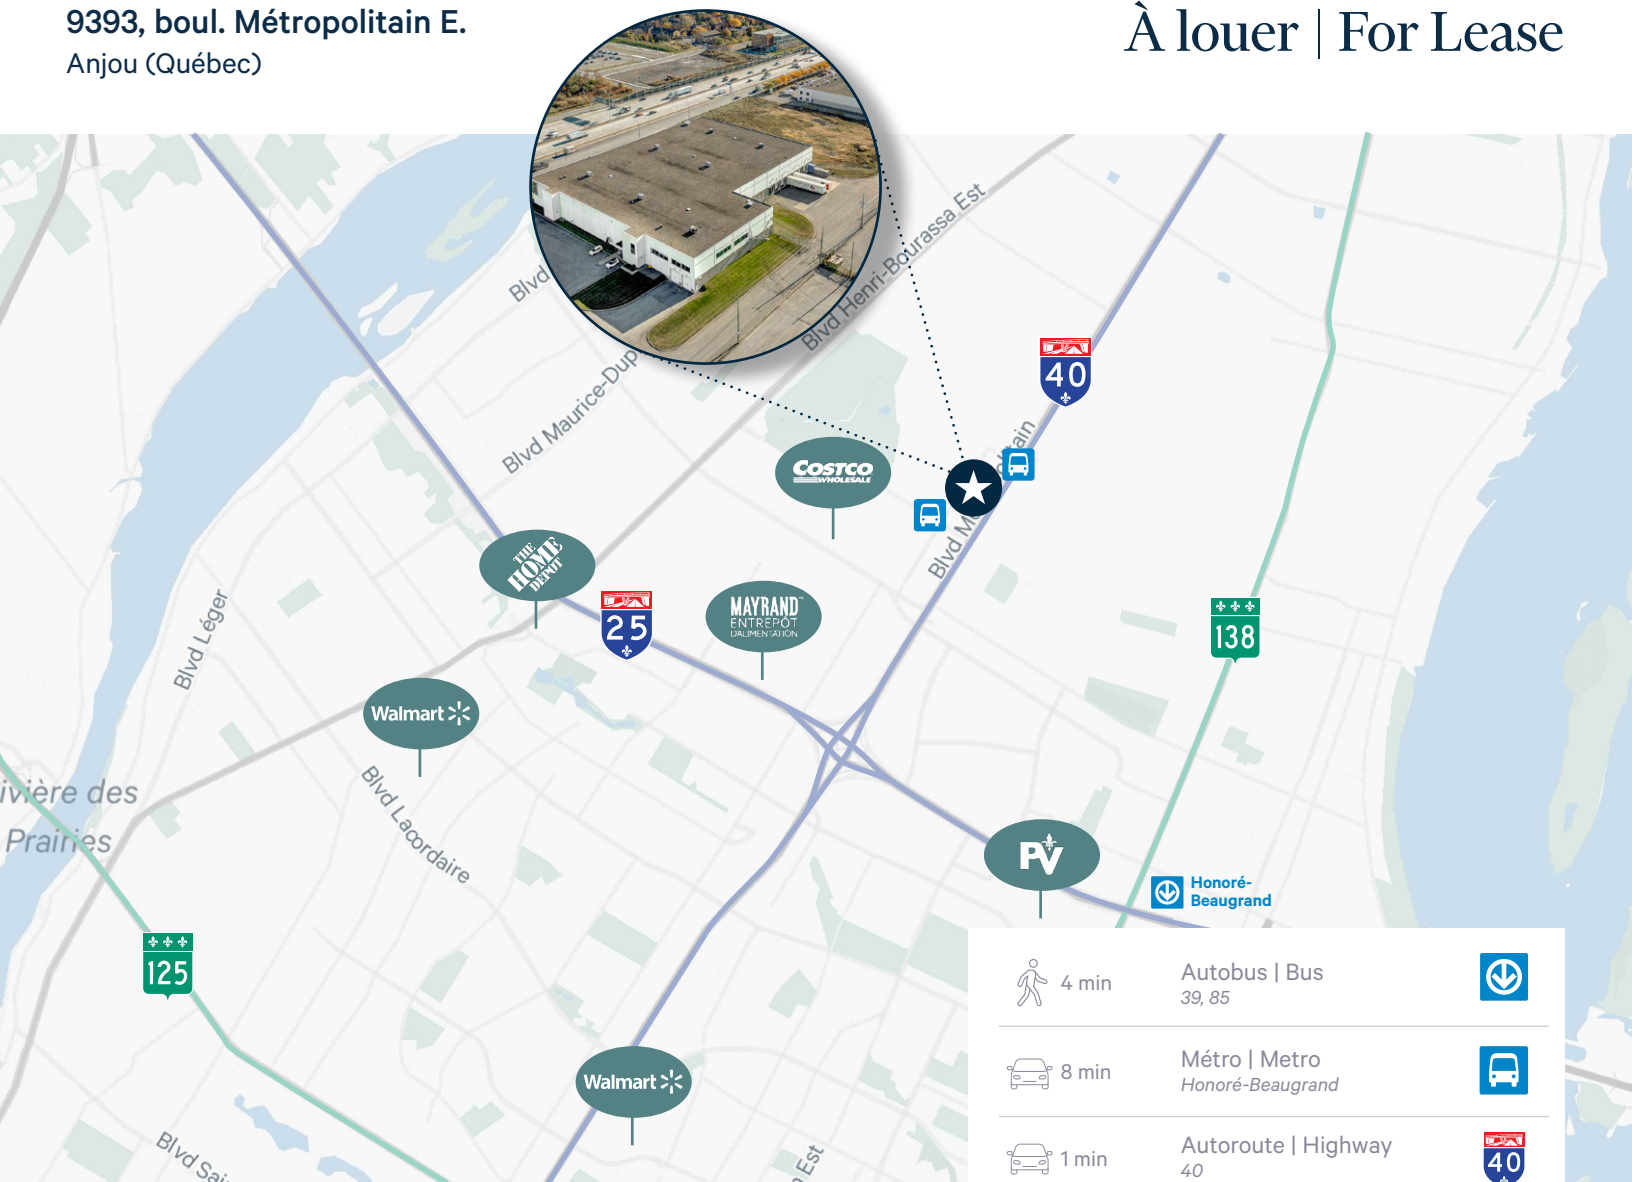 9393, boul. Métropolitain E.
Anjou (Québec)
À louer | For Lease
Blvd
Blvd Henri-Bourassa Est
Blvd Maurice-Dup
40
COSTCO
WHOLESALE
Blvd M
litain
THE
HOME
DEPOT
25
MAYRAND
ENTREPÔT
D'ALIMENTATION
138
Blvd Léger
Walmart
ivière des
Prairies
Blvd Lacordaire
PV
Honoré-
Beaugrand
125
Walmart
Blvd Sai
Est
4 min
Autobus | Bus
39, 85
8 min
Métro | Metro
Honoré-Beaugrand
1 min
Autoroute | Highway
40
40